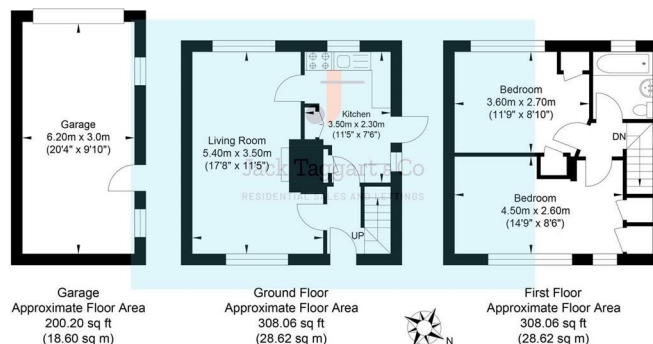 Garage
6.20m x 3.0m
(20'4" x 9'10")
Living Room
5.40m x 3.50m
(17'8" x 11'5")
Kitchen
3.50m x 2.30m
(11'5" x 7'6")
UP
Bedroom
3.60m x 2.70m
(11'9" x 8'10")
DN
Bedroom
4.50m x 2.60m
(14'9" x 8'6")
Jack Taggart & Co
RESIDENTIAL SALES AND LETTINGS
Garage
Approximate Floor Area
200.20 sq ft
(18.60 sq m)
Ground Floor
Approximate Floor Area
308.06 sq ft
(28.62 sq m)
N
First Floor
Approximate Floor Area
308.06 sq ft
(28.62 sq m)